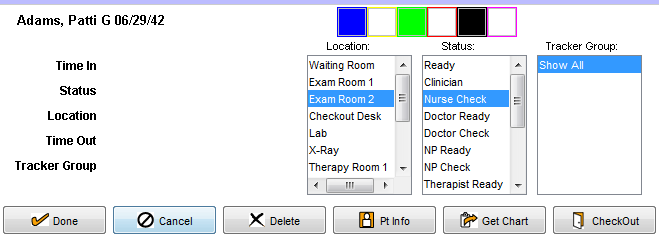 Adams, Patti G 06/29/42
Location: Status: Tracker Group:
Time In
Status
Location
Time Out
Tracker Group
Waiting Room
Exam Room 1
Exam Room 2
Checkout Desk
Lab
X-Ray
Therapy Room 1
Ready
Clinician
Nurse Check
Doctor Ready
Doctor Check
NP Ready
NP Check
Therapist Ready
Show All
Done Cancel Delete Pt Info Get Chart CheckOut